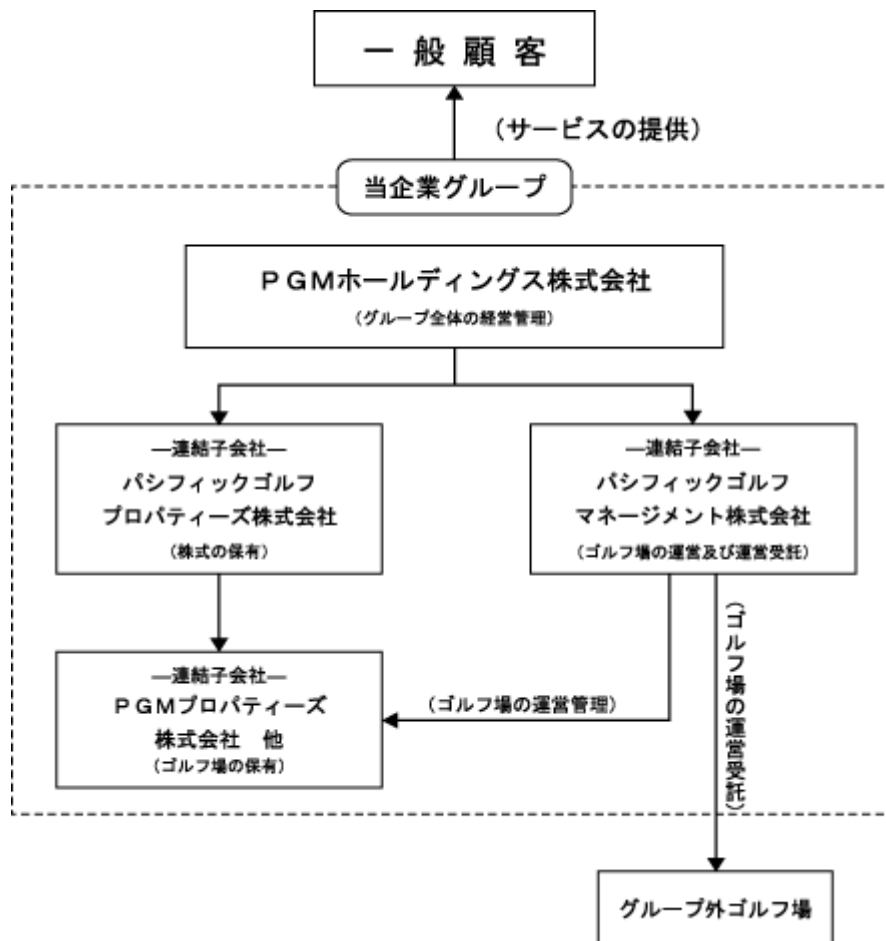 一般顧客
（サービスの提供）
当企業グループ
ＰＧＭホールディングス株式会社
（グループ全体の経営管理）
―連結子会社―
パシフィックゴルフ
プロパティーズ株式会社
（株式の保有）
―連結子会社―
パシフィックゴルフ
マネージメント株式会社
（ゴルフ場の運営及び運営受託）
―連結子会社―
ＰＧＭプロパティーズ
株式会社　他
（ゴルフ場の保有）
（ゴルフ場の運営管理）
（ゴルフ場の運営受託）
グループ外ゴルフ場